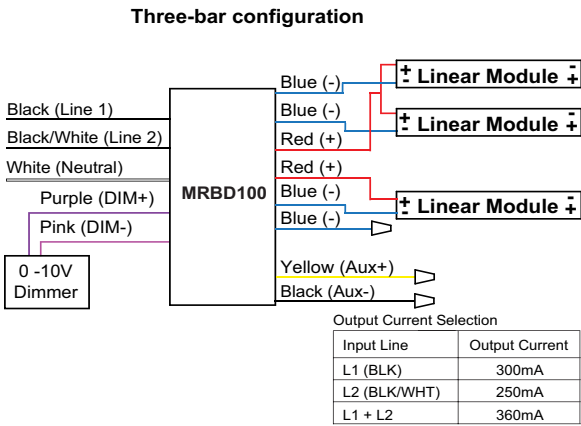 Three-bar configuration
Blue (-)
+ - Linear Module - +
Black (Line 1)
Blue (-)
+ - Linear Module - +
Black/White (Line 2)
Red (+)
White (Neutral)
Red (+)
MRBD100
Purple (DIM+)
Blue (-)
+ - Linear Module - +
Pink (DIM-)
Blue (-)
0 -10V
Dimmer
Yellow (Aux+)
Black (Aux-)
Output Current Selection
Input Line Output Current
L1 (BLK) 300mA
L2 (BLK/WHT) 250mA
L1 + L2 360mA